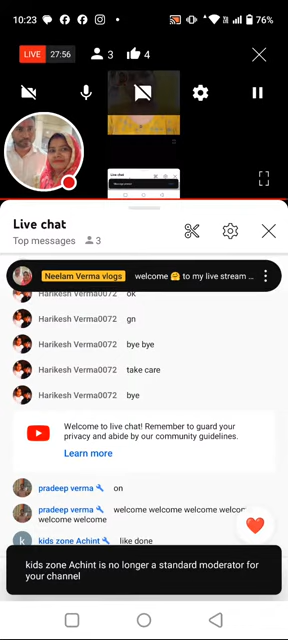 10:23
76%
LIVE 27:56 3 4
Live chat
Top messages 3
Neelam Verma vlogs welcome 🤗 to my live stream ...
Harikesh Verma0072 ok
Harikesh Verma0072 gn
Harikesh Verma0072 bye bye
Harikesh Verma0072 take care
Harikesh Verma0072 bye
Welcome to live chat! Remember to guard your
privacy and abide by our community guidelines.
Learn more
pradeep verma on
pradeep verma welcome welcome welcome
welcome welcome
k kids zone Achint like done
kids zone Achint is no longer a standard moderator for
your channel